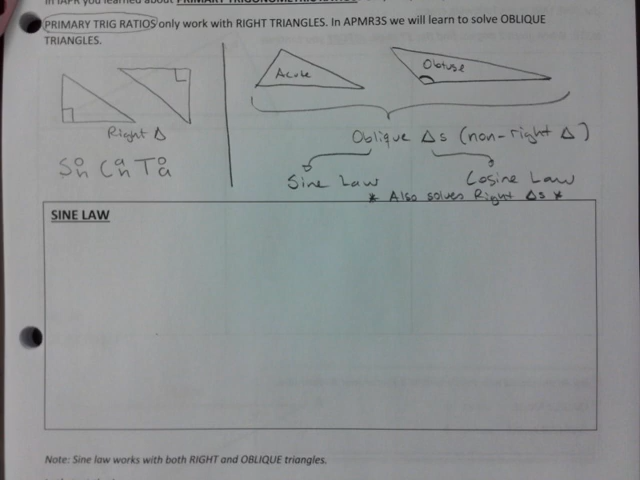 In IAPR you learned about PRIMARY TRIGONOMETRIC RATIOS
PRIMARY TRIG RATIOS only work with RIGHT TRIANGLES. In APMR3S we will learn to solve OBLIQUE
TRIANGLES.
Acute
Obtuse
Right Δ
S o/h C a/h T o/a
Oblique Δs (non-right Δ)
Sine Law
Cosine Law
* Also solves Right Δs *
SINE LAW
Note: Sine law works with both RIGHT and OBLIQUE triangles.